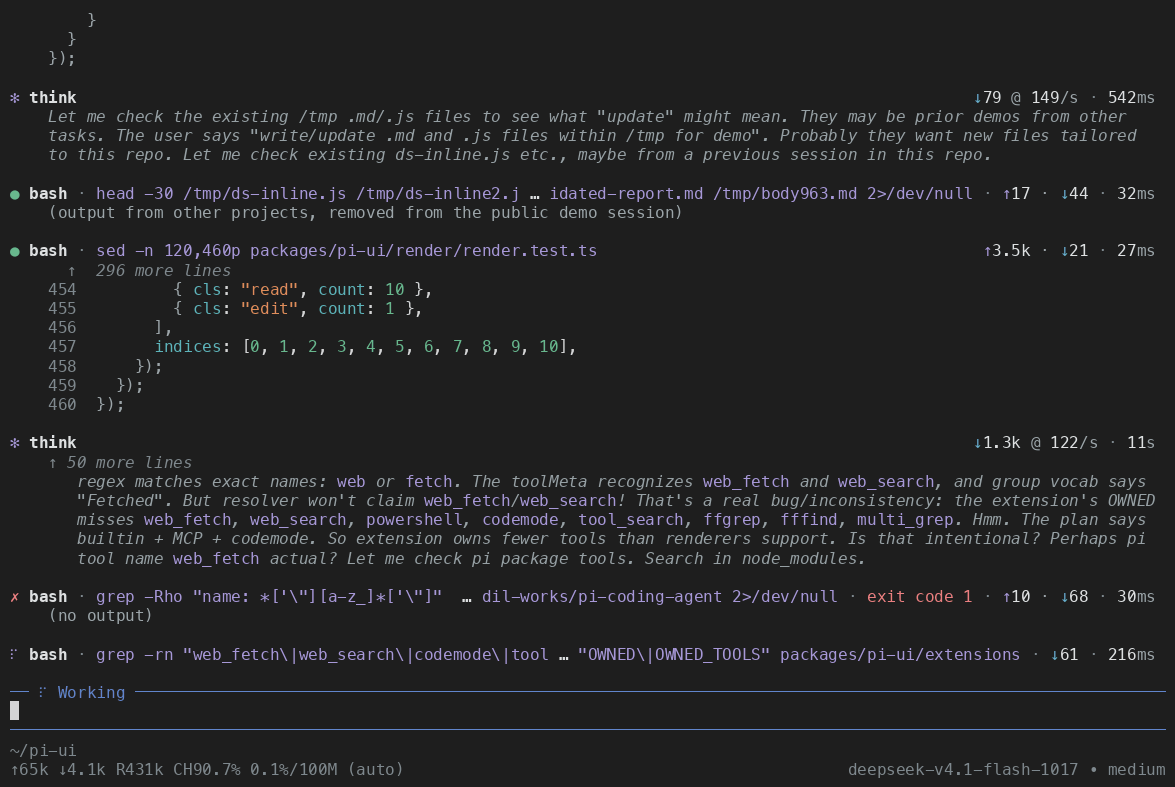 }
      }
    });
✻ think ↓79 @ 149/s · 542ms
    Let me check the existing /tmp .md/.js files to see what "update" might mean. They may be prior demos from other
    tasks. The user says "write/update .md and .js files within /tmp for demo". Probably they want new files tailored
    to this repo. Let me check existing ds-inline.js etc., maybe from a previous session in this repo.
● bash · head -30 /tmp/ds-inline.js /tmp/ds-inline2.j … idated-report.md /tmp/body963.md 2>/dev/null · ↑17 · ↓44 · 32ms
    (output from other projects, removed from the public demo session)
● bash · sed -n 120,460p packages/pi-ui/render/render.test.ts ↑3.5k · ↓21 · 27ms
      ↑  296 more lines
    454          { cls: "read", count: 10 },
    455          { cls: "edit", count: 1 },
    456        ],
    457        indices: [0, 1, 2, 3, 4, 5, 6, 7, 8, 9, 10],
    458      });
    459    });
    460  });
✻ think ↓1.3k @ 122/s · 11s
    ↑ 50 more lines
       regex matches exact names: web or fetch. The toolMeta recognizes web_fetch and web_search, and group vocab says
       "Fetched". But resolver won't claim web_fetch/web_search! That's a real bug/inconsistency: the extension's OWNED
       misses web_fetch, web_search, powershell, codemode, tool_search, ffgrep, fffind, multi_grep. Hmm. The plan says
       builtin + MCP + codemode. So extension owns fewer tools than renderers support. Is that intentional? Perhaps pi
       tool name web_fetch actual? Let me check pi package tools. Search in node_modules.
✗ bash · grep -Rho "name: *['\"][a-z_]*['\"]"  … dil-works/pi-coding-agent 2>/dev/null · exit code 1 · ↑10 · ↓68 · 30ms
    (no output)
⠏ bash · grep -rn "web_fetch\|web_search\|codemode\|tool … "OWNED\|OWNED_TOOLS" packages/pi-ui/extensions · ↓61 · 216ms
── ⠏ Working ──
~/pi-ui
↑65k ↓4.1k R431k CH90.7% 0.1%/100M (auto) deepseek-v4.1-flash-1017 • medium